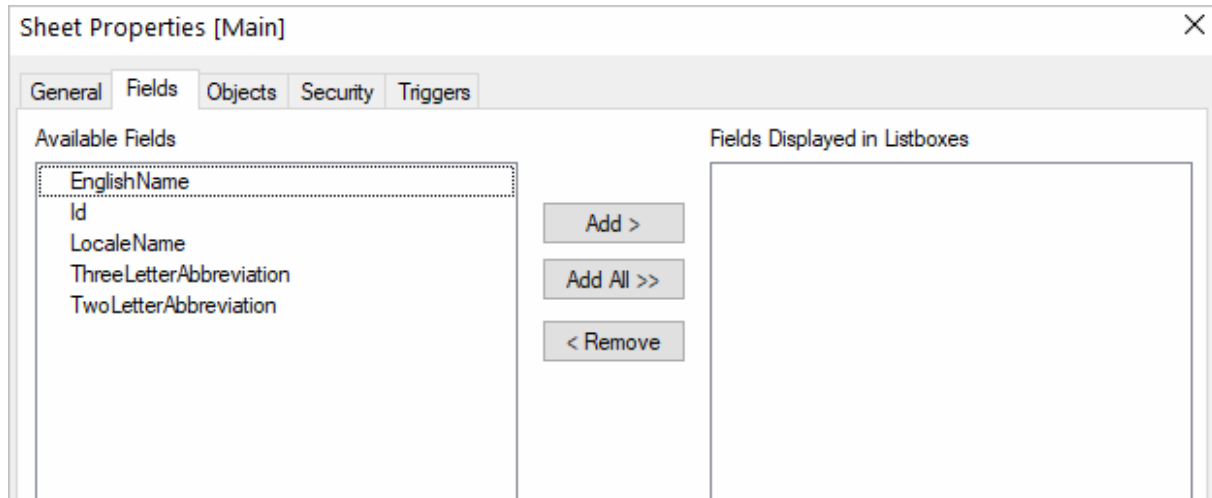 Sheet Properties [Main]
General Fields Objects Security Triggers
Available Fields
EnglishName
Id
LocaleName
ThreeLetterAbbreviation
TwoLetterAbbreviation
Add >
Add All >>
< Remove
Fields Displayed in Listboxes